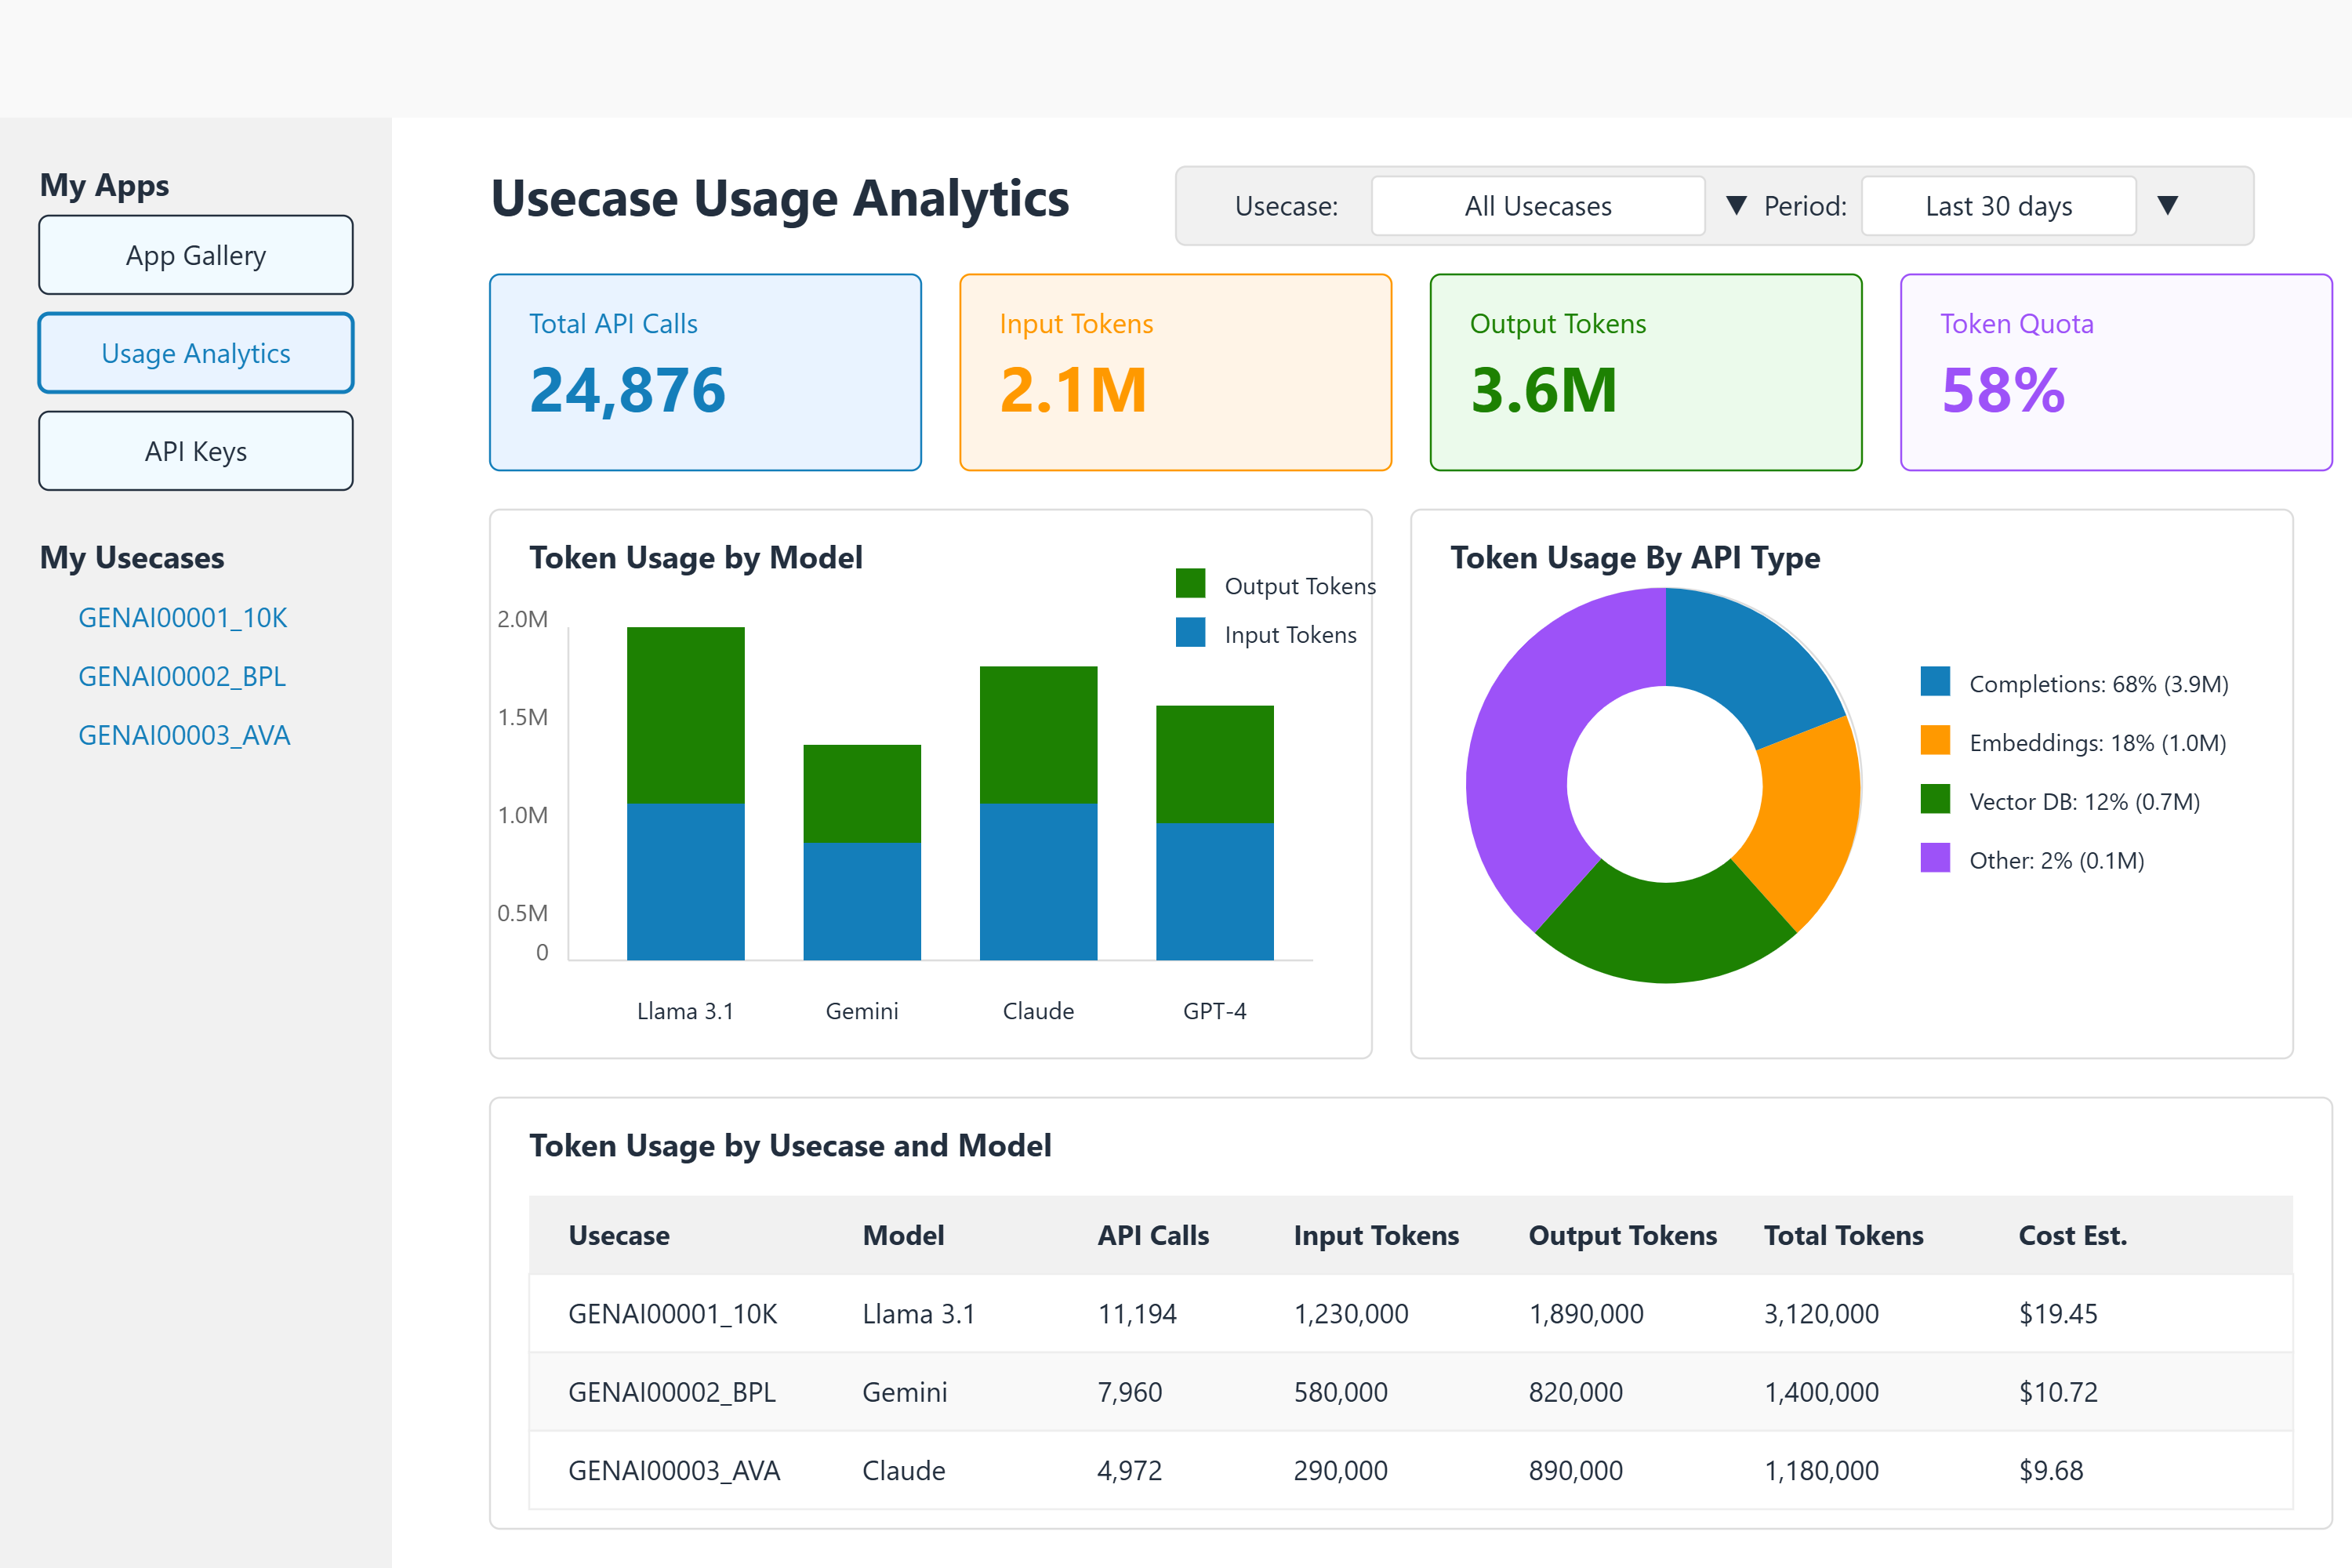 My Apps
App Gallery
Usage Analytics
API Keys
My Usecases
GENAI00001_10K
GENAI00002_BPL
GENAI00003_AVA
Usecase Usage Analytics
Usecase: All Usecases ▼ Period: Last 30 days ▼
Total API Calls
24,876
Input Tokens
2.1M
Output Tokens
3.6M
Token Quota
58%
Token Usage by Model
Output Tokens
Input Tokens
2.0M
1.5M
1.0M
0.5M
0
Llama 3.1 Gemini Claude GPT-4
Token Usage By API Type
Completions: 68% (3.9M)
Embeddings: 18% (1.0M)
Vector DB: 12% (0.7M)
Other: 2% (0.1M)
Token Usage by Usecase and Model
Usecase Model API Calls Input Tokens Output Tokens Total Tokens Cost Est.
GENAI00001_10K Llama 3.1 11,194 1,230,000 1,890,000 3,120,000 $19.45
GENAI00002_BPL Gemini 7,960 580,000 820,000 1,400,000 $10.72
GENAI00003_AVA Claude 4,972 290,000 890,000 1,180,000 $9.68